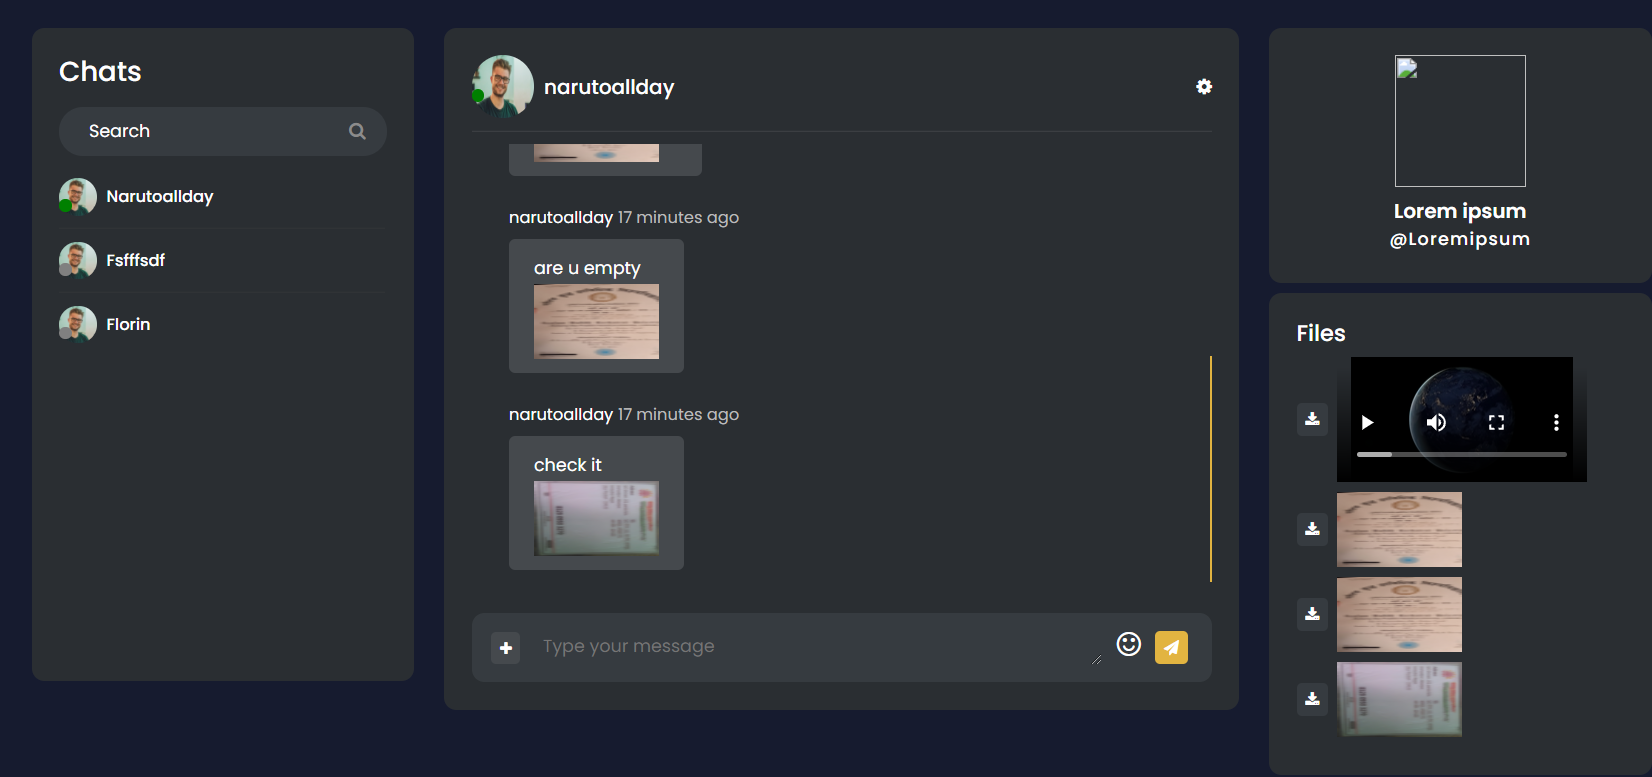 Chats
Search
Narutoallday
Fsfffsdf
Florin
narutoallday
narutoallday 17 minutes ago
are u empty
narutoallday 17 minutes ago
check it
Type your message
Lorem ipsum
@Loremipsum
Files